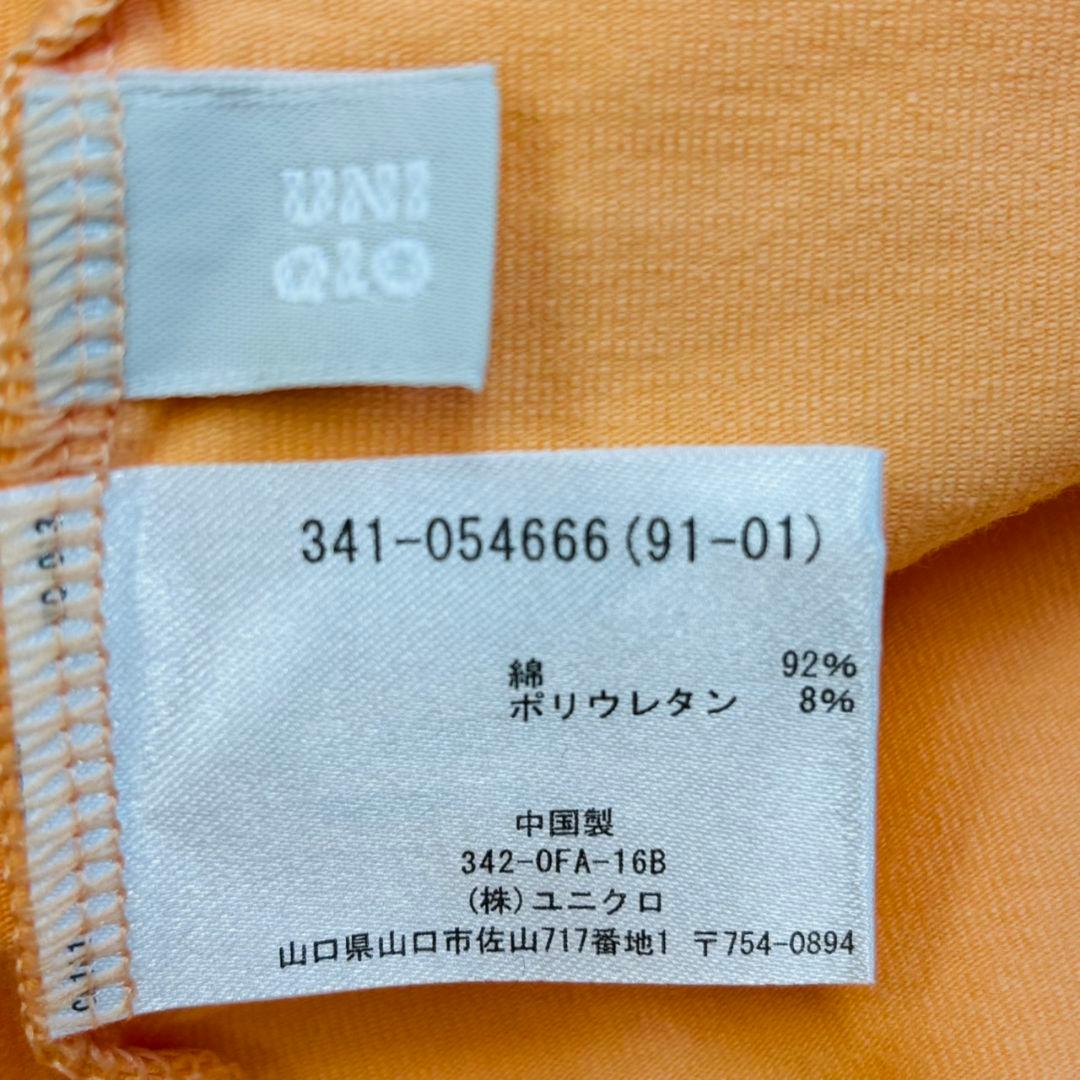 UNI
QLO
341-054666(91-01)
綿 92%
ポリウレタン 8%
中国製
342-0FA-16B
(株)ユニクロ
山口県山口市佐山717番地1 〒754-0894